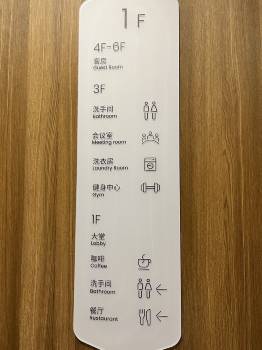 1F
4F-6F
客房
Guest Room
3F
洗手间
Bathroom
会议室
Meeting room
洗衣房
Laundry Room
健身中心
Gym
1F
大堂
Lobby
咖啡
Coffee
洗手间
Bathroom
餐厅
Restaurant